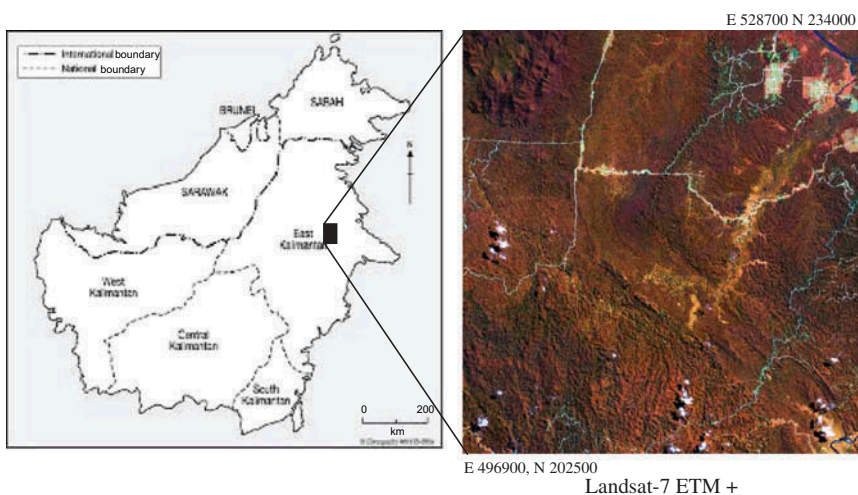 E 528700 N 234000
International boundary
National boundary
SABAH
BRUNEI
N
SARAWAK
East
Kalimantan
West
Kalimantan
Central
Kalimantan
South
Kalimantan
0 200
km
E 496900, N 202500
Landsat-7 ETM +